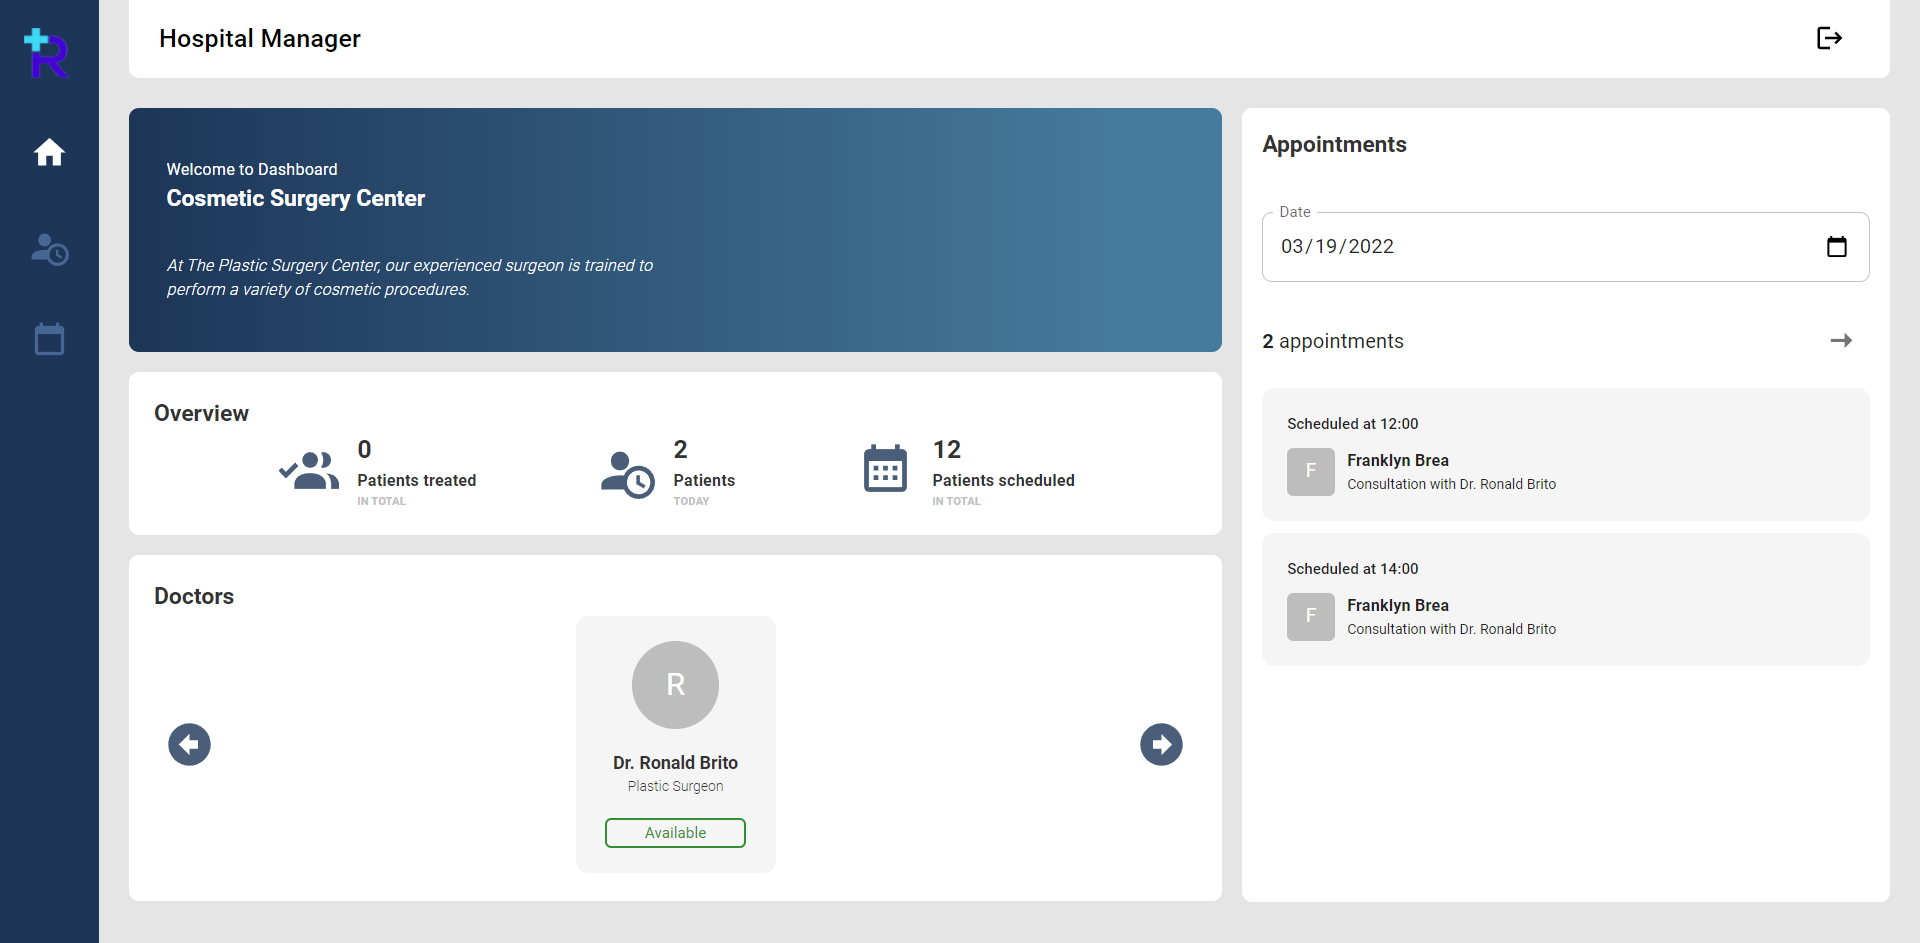 R
Hospital Manager
Welcome to Dashboard
Cosmetic Surgery Center
At The Plastic Surgery Center, our experienced surgeon is trained to
perform a variety of cosmetic procedures.
Overview
0
Patients treated
IN TOTAL
2
Patients
TODAY
12
Patients scheduled
IN TOTAL
Doctors
R
Dr. Ronald Brito
Plastic Surgeon
Available
Appointments
Date
03/19/2022
2 appointments
Scheduled at 12:00
F
Franklyn Brea
Consultation with Dr. Ronald Brito
Scheduled at 14:00
F
Franklyn Brea
Consultation with Dr. Ronald Brito